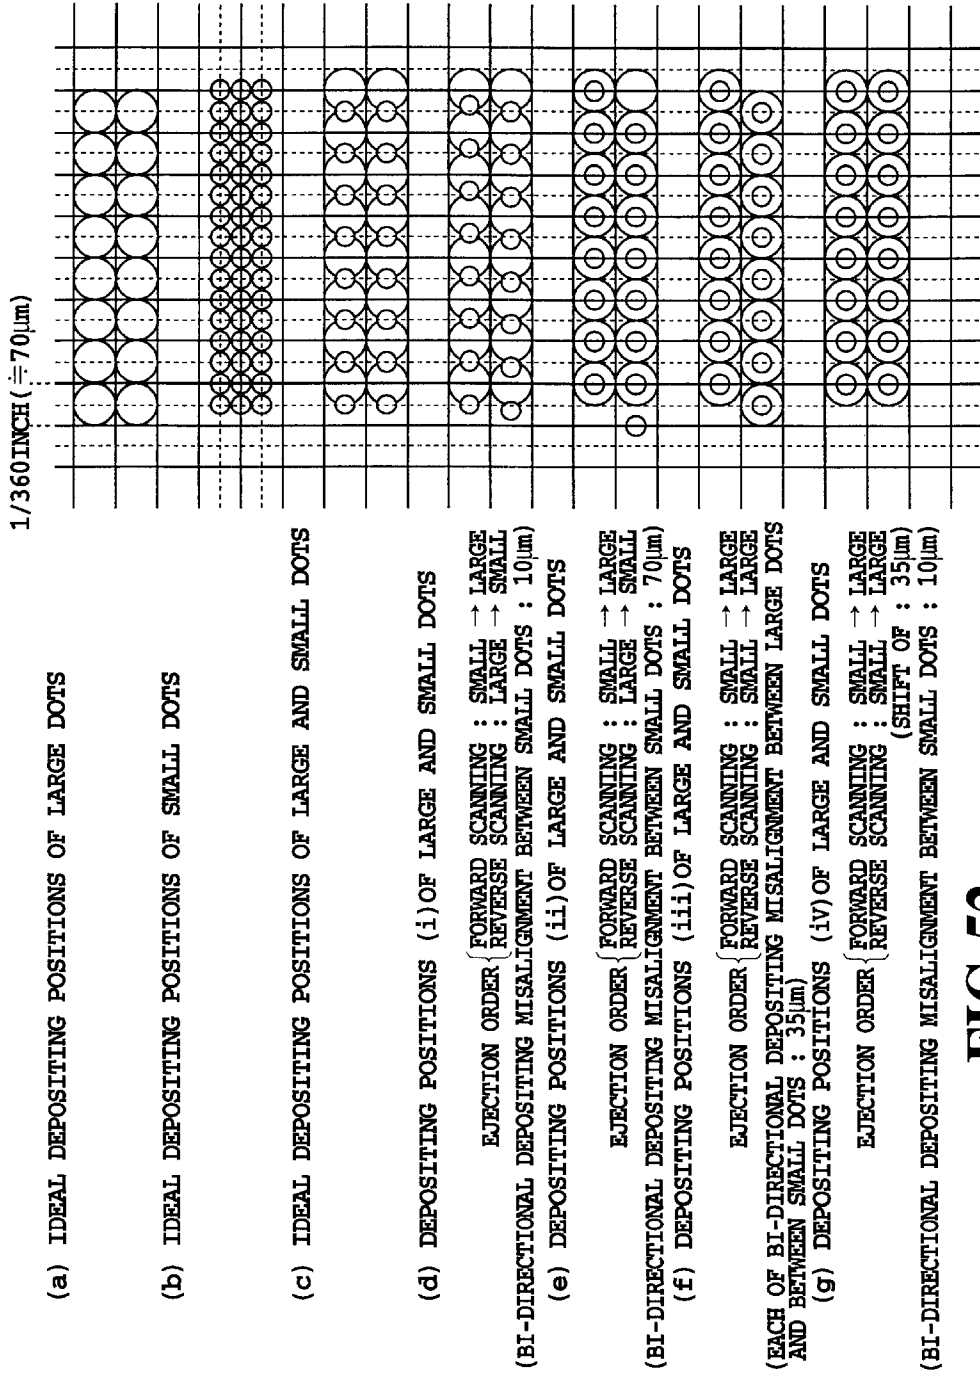 1/360INCH(≒70μm)
(a) IDEAL DEPOSITING POSITIONS OF LARGE DOTS
(b) IDEAL DEPOSITING POSITIONS OF SMALL DOTS
(c) IDEAL DEPOSITING POSITIONS OF LARGE AND SMALL DOTS
(d) DEPOSITING POSITIONS (i)OF LARGE AND SMALL DOTS
EJECTION ORDER{FORWARD SCANNING : SMALL → LARGE
REVERSE SCANNING : LARGE → SMALL
(BI-DIRECTIONAL DEPOSITING MISALIGNMENT BETWEEN SMALL DOTS : 10μm)
(e) DEPOSITING POSITIONS (ii)OF LARGE AND SMALL DOTS
EJECTION ORDER{FORWARD SCANNING : SMALL → LARGE
REVERSE SCANNING : LARGE → SMALL
(BI-DIRECTIONAL DEPOSITING MISALIGNMENT BETWEEN SMALL DOTS : 70μm)
(f) DEPOSITING POSITIONS (iii)OF LARGE AND SMALL DOTS
EJECTION ORDER{FORWARD SCANNING : SMALL → LARGE
REVERSE SCANNING : SMALL → LARGE
(EACH OF BI-DIRECTIONAL DEPOSITING MISALIGNMENT BETWEEN LARGE DOTS
AND BETWEEN SMALL DOTS : 35μm)
(g) DEPOSITING POSITIONS (iv)OF LARGE AND SMALL DOTS
EJECTION ORDER{FORWARD SCANNING : SMALL → LARGE
REVERSE SCANNING : SMALL → LARGE
(SHIFT OF : 35μm)
(BI-DIRECTIONAL DEPOSITING MISALIGNMENT BETWEEN SMALL DOTS : 10μm)